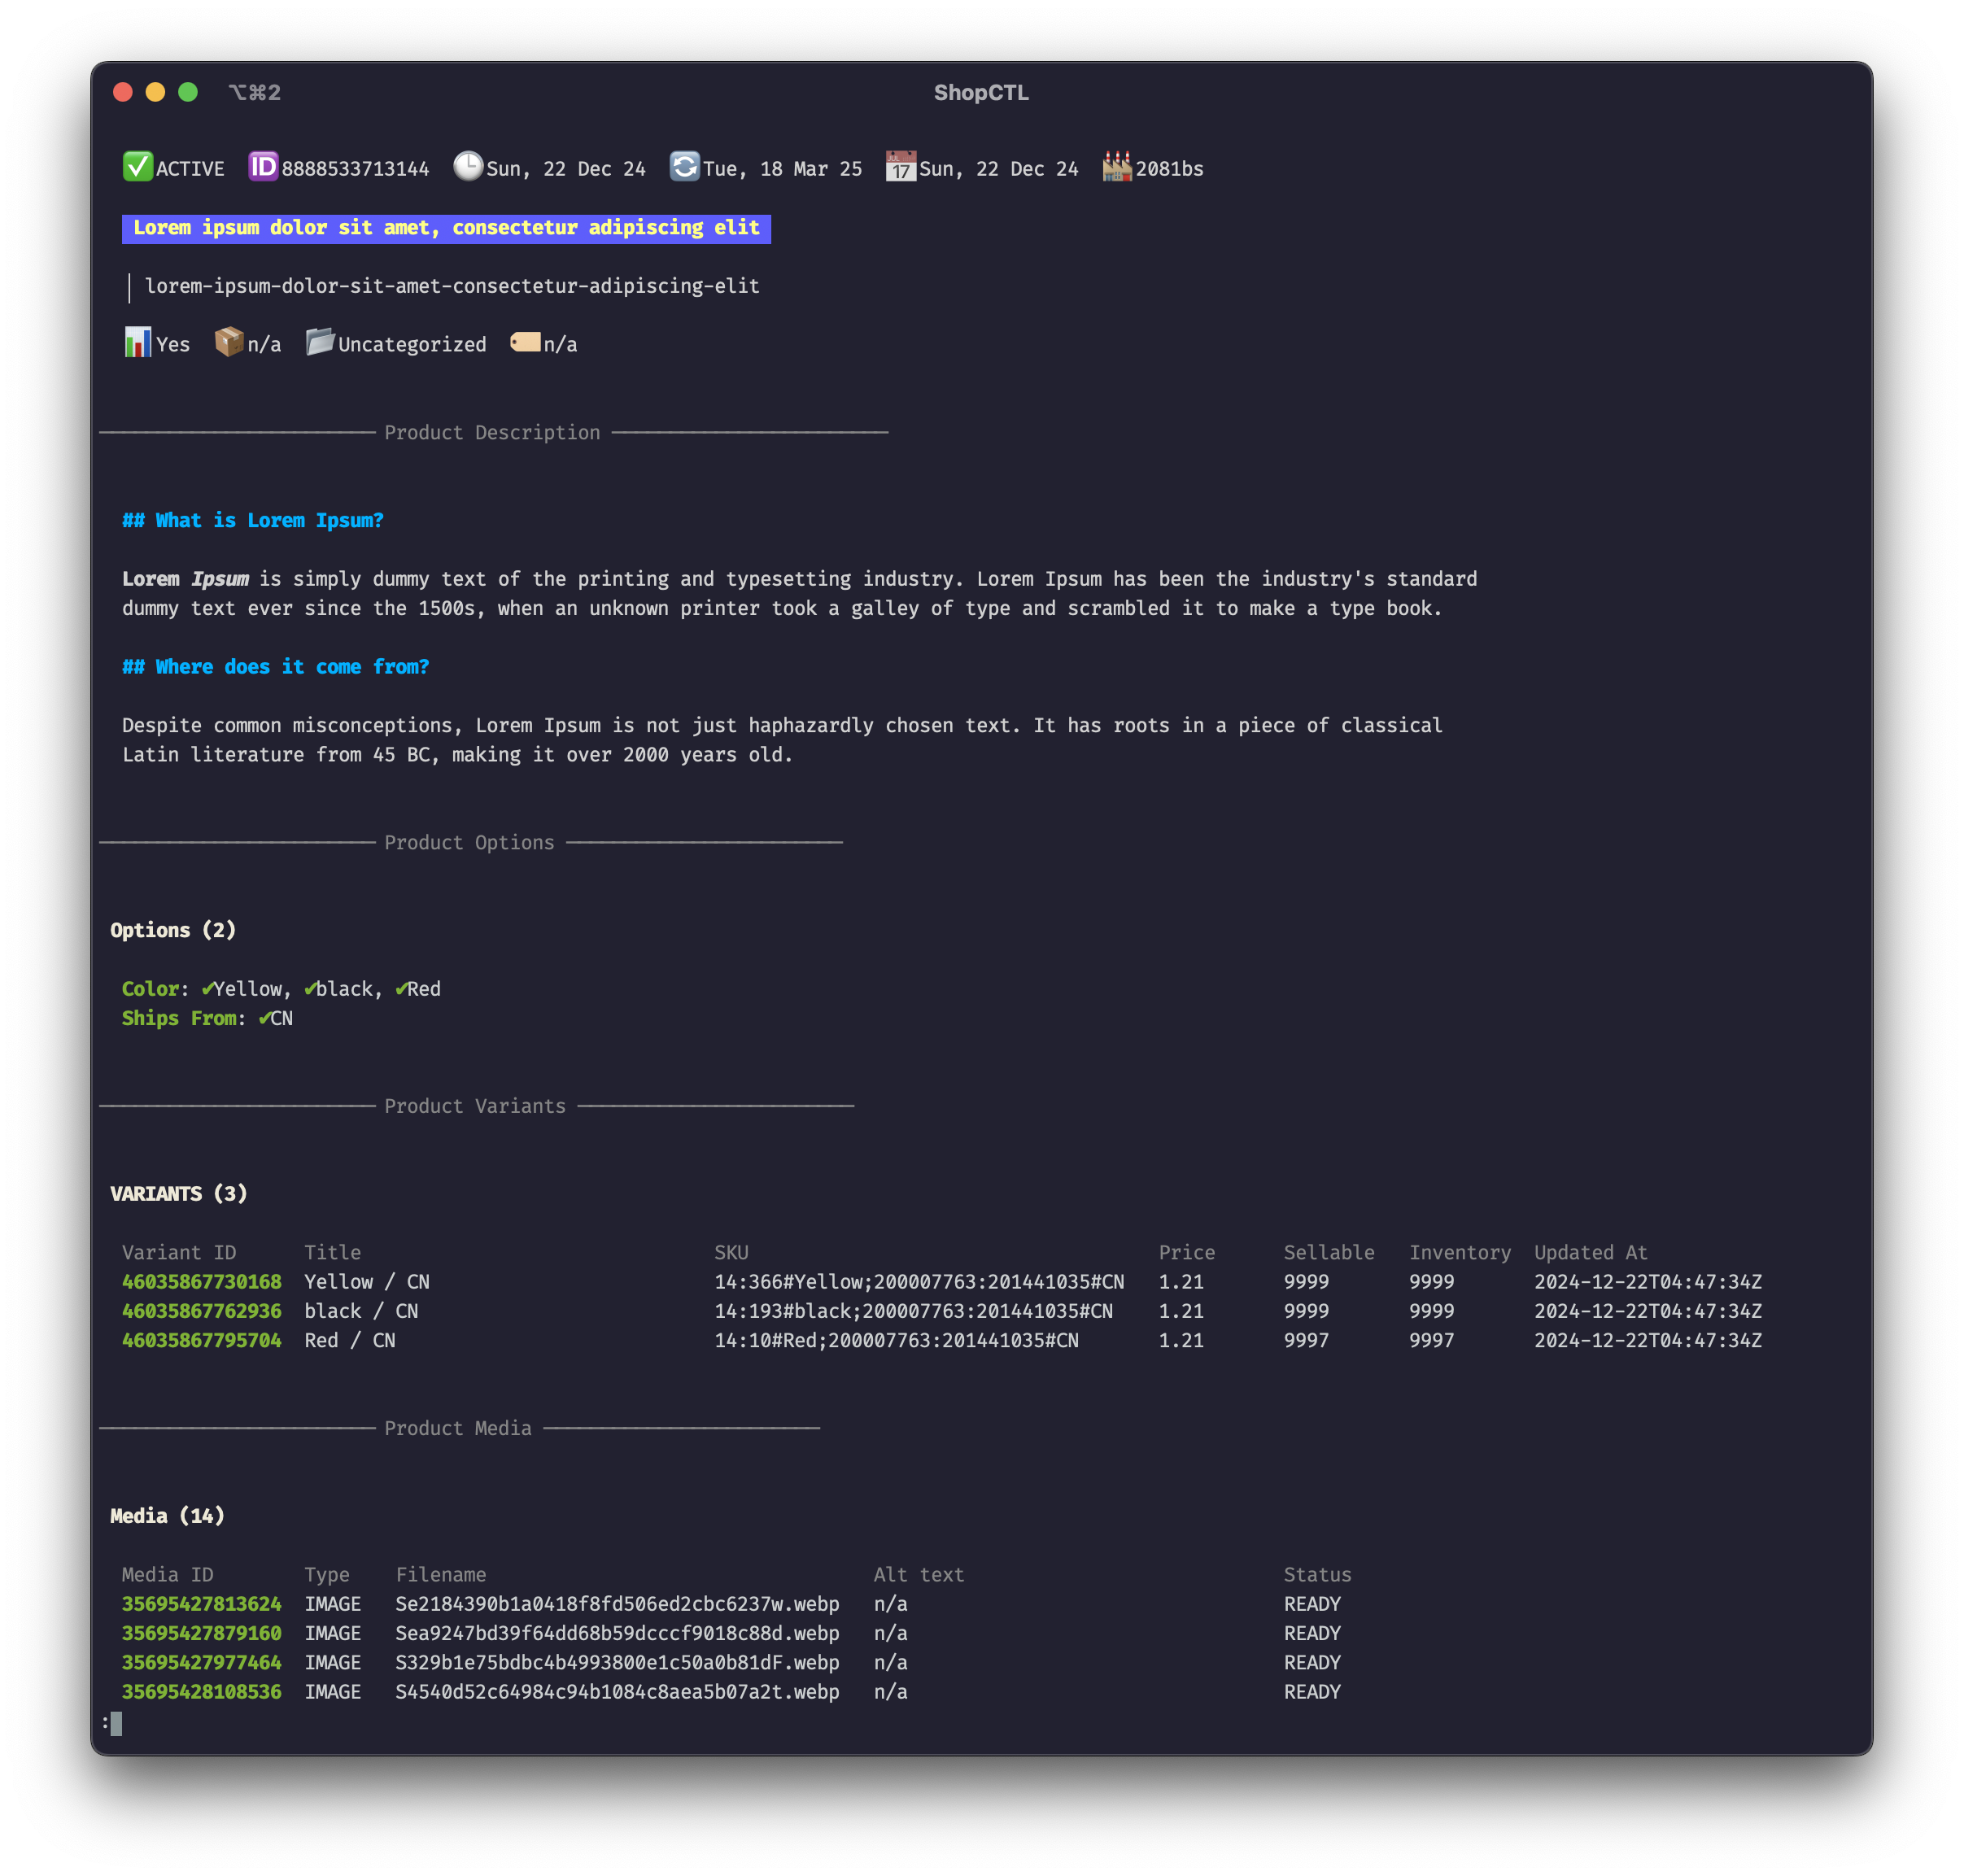 ⌥⌘2 ShopCTL
✅ACTIVE 🆔8888533713144 🕒Sun, 22 Dec 24 🔄Tue, 18 Mar 25 📅Sun, 22 Dec 24 🏭2081bs
Lorem ipsum dolor sit amet, consectetur adipiscing elit
│ lorem-ipsum-dolor-sit-amet-consectetur-adipiscing-elit
📊Yes 📦n/a 📂Uncategorized 🏷️n/a
Product Description
## What is Lorem Ipsum?
Lorem Ipsum is simply dummy text of the printing and typesetting industry. Lorem Ipsum has been the industry's standard
dummy text ever since the 1500s, when an unknown printer took a galley of type and scrambled it to make a type book.
## Where does it come from?
Despite common misconceptions, Lorem Ipsum is not just haphazardly chosen text. It has roots in a piece of classical
Latin literature from 45 BC, making it over 2000 years old.
Product Options
Options (2)
Color: ✔Yellow, ✔black, ✔Red
Ships From: ✔CN
Product Variants
VARIANTS (3)
Variant ID Title SKU Price Sellable Inventory Updated At
46035867730168 Yellow / CN 14:366#Yellow;200007763:201441035#CN 1.21 9999 9999 2024-12-22T04:47:34Z
46035867762936 black / CN 14:193#black;200007763:201441035#CN 1.21 9999 9999 2024-12-22T04:47:34Z
46035867795704 Red / CN 14:10#Red;200007763:201441035#CN 1.21 9997 9997 2024-12-22T04:47:34Z
Product Media
Media (14)
Media ID Type Filename Alt text Status
35695427813624 IMAGE Se2184390b1a0418f8fd506ed2cbc6237w.webp n/a READY
35695427879160 IMAGE Sea9247bd39f64dd68b59dcccf9018c88d.webp n/a READY
35695427977464 IMAGE S329b1e75bdbc4b4993800e1c50a0b81dF.webp n/a READY
35695428108536 IMAGE S4540d52c64984c94b1084c8aea5b07a2t.webp n/a READY
: